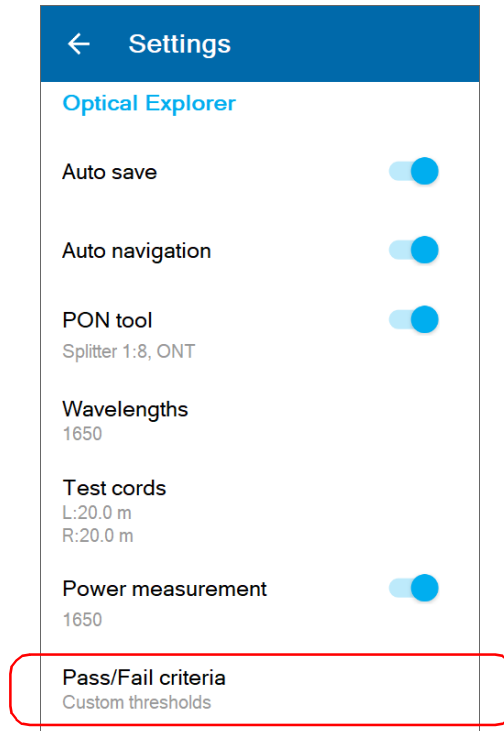 Settings
Optical Explorer
Auto save
Auto navigation
PON tool
Splitter 1:8, ONT
Wavelengths
1650
Test cords
L:20.0 m
R:20.0 m
Power measurement
1650
Pass/Fail criteria
Custom thresholds